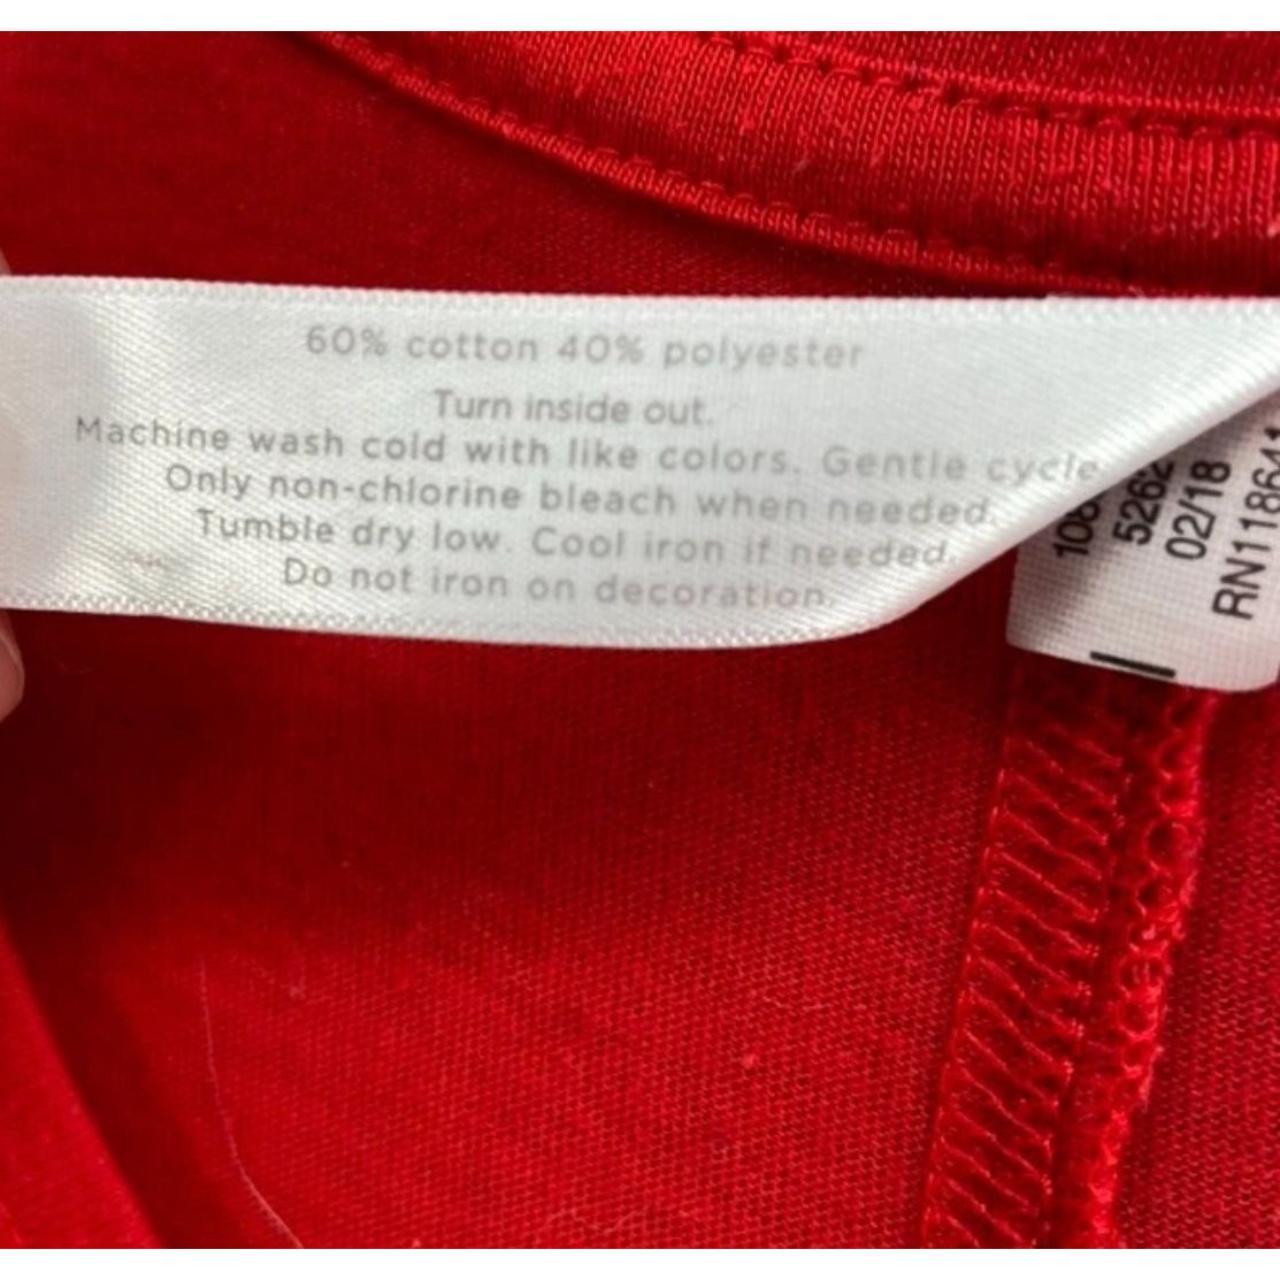 60% cotton 40% polyester
Turn inside out.
Machine wash cold with like colors. Gentle cycle
Only non-chlorine bleach when needed.
Tumble dry low. Cool iron if needed.
Do not iron on decoration.
02/18